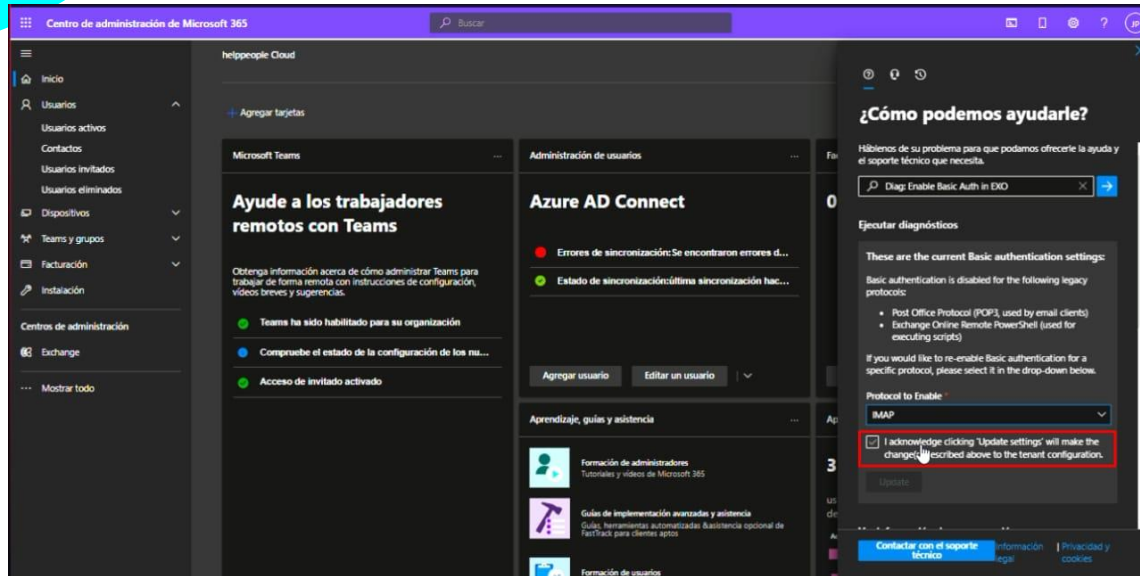 Centro de administración de Microsoft 365
Buscar
?
JP
helppeople Cloud
Inicio
Usuarios
Usuarios activos
Contactos
Usuarios invitados
Usuarios eliminados
Dispositivos
Teams y grupos
Facturación
Instalación
Centros de administración
Exchange
Mostrar todo
Agregar tarjetas
Microsoft Teams
Ayude a los trabajadores
remotos con Teams
Obtenga información acerca de cómo administrar Teams para
trabajar de forma remota con instrucciones de configuración,
vídeos breves y sugerencias.
Teams ha sido habilitado para su organización
Compruebe el estado de la configuración de los nu...
Acceso de invitado activado
Administración de usuarios
Azure AD Connect
Errores de sincronización:Se encontraron errores d...
Estado de sincronización:última sincronización hac...
Agregar usuario
Editar un usuario
Aprendizaje, guías y asistencia
Formación de administradores
Tutoriales y vídeos de Microsoft 365
Guías de implementación avanzadas y asistencia
Guías, herramientas automatizadas &asistencia opcional de
FastTrack para clientes aptos
Formación de usuarios
Fa
0
Ap
3
us
de
¿Cómo podemos ayudarle?
Háblenos de su problema para que podamos ofrecerle la ayuda y
el soporte técnico que necesita.
Diag: Enable Basic Auth in EXO
Ejecutar diagnósticos
These are the current Basic authentication settings:
Basic authentication is disabled for the following legacy
protocols:
Post Office Protocol (POP3, used by email clients)
Exchange Online Remote PowerShell (used for
executing scripts)
If you would like to re-enable Basic authentication for a
specific protocol, please select it in the drop-down below.
Protocol to Enable *
IMAP
I acknowledge clicking 'Update settings' will make the
described above to the tenant configuration.
Update
Contactar con el soporte
técnico
Información
legal
| Privacidad y
cookies